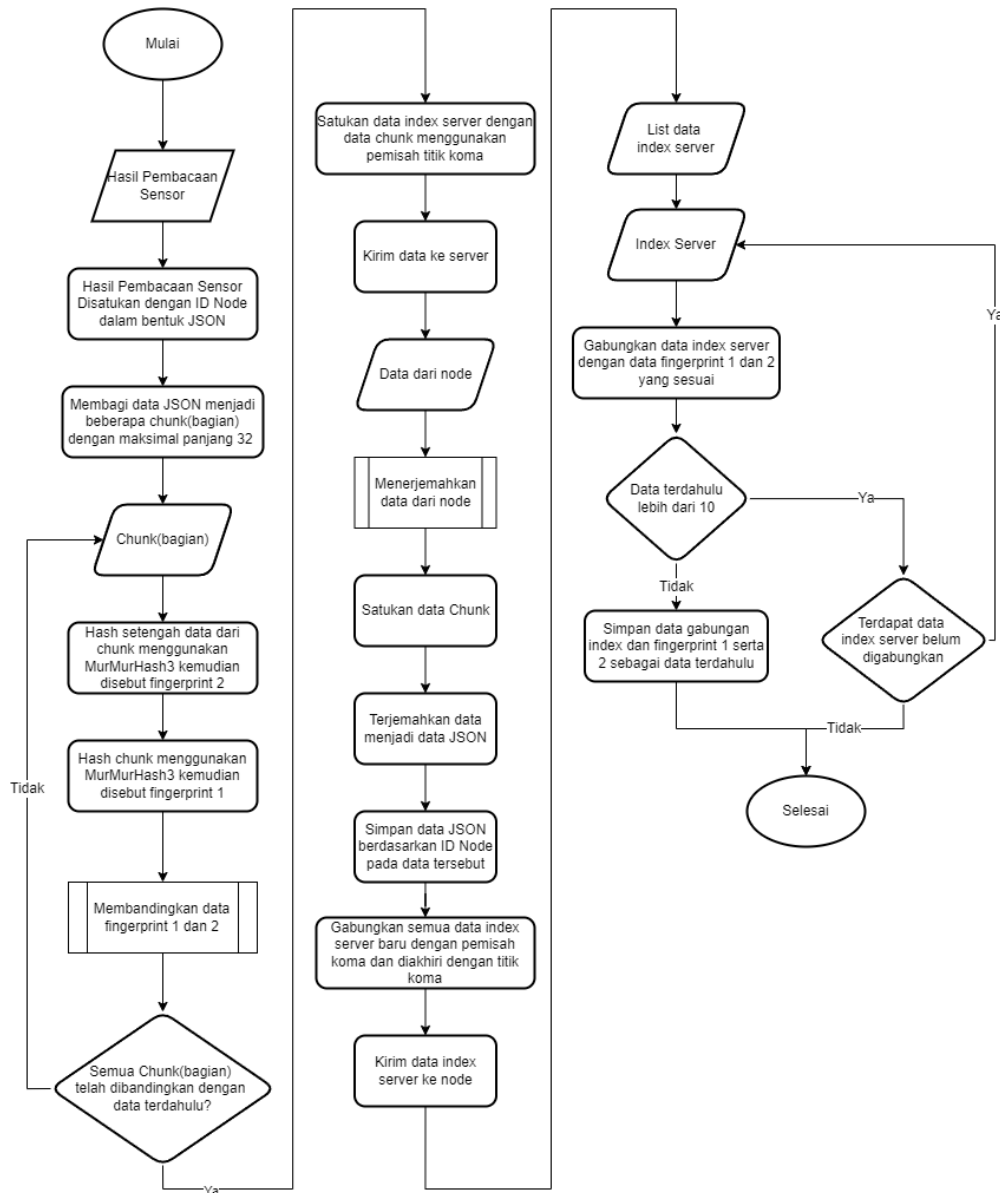 Mulai
Hasil Pembacaan
Sensor
Hasil Pembacaan Sensor
Disatukan dengan ID Node
dalam bentuk JSON
Membagi data JSON menjadi
beberapa chunk(bagian)
dengan maksimal panjang 32
Chunk(bagian)
Hash setengah data dari
chunk menggunakan
MurMurHash3 kemudian
disebut fingerprint 2
Hash chunk menggunakan
MurMurHash3 kemudian
disebut fingerprint 1
Tidak
Membandingkan data
fingerprint 1 dan 2
Semua Chunk(bagian)
telah dibandingkan dengan
data terdahulu?
Ya
Satukan data index server dengan
data chunk menggunakan
pemisah titik koma
Kirim data ke server
Data dari node
Menerjemahkan
data dari node
Satukan data Chunk
Terjemahkan data
menjadi data JSON
Simpan data JSON
berdasarkan ID Node
pada data tersebut
Gabungkan semua data index
server baru dengan pemisah
koma dan diakhiri dengan titik
koma
Kirim data index
server ke node
List data
index server
Index Server
Ya
Gabungkan data index server
dengan data fingerprint 1 dan 2
yang sesuai
Data terdahulu
lebih dari 10
Ya
Tidak
Simpan data gabungan
index dan fingerprint 1 serta
2 sebagai data terdahulu
Terdapat data
index server belum
digabungkan
Tidak
Selesai